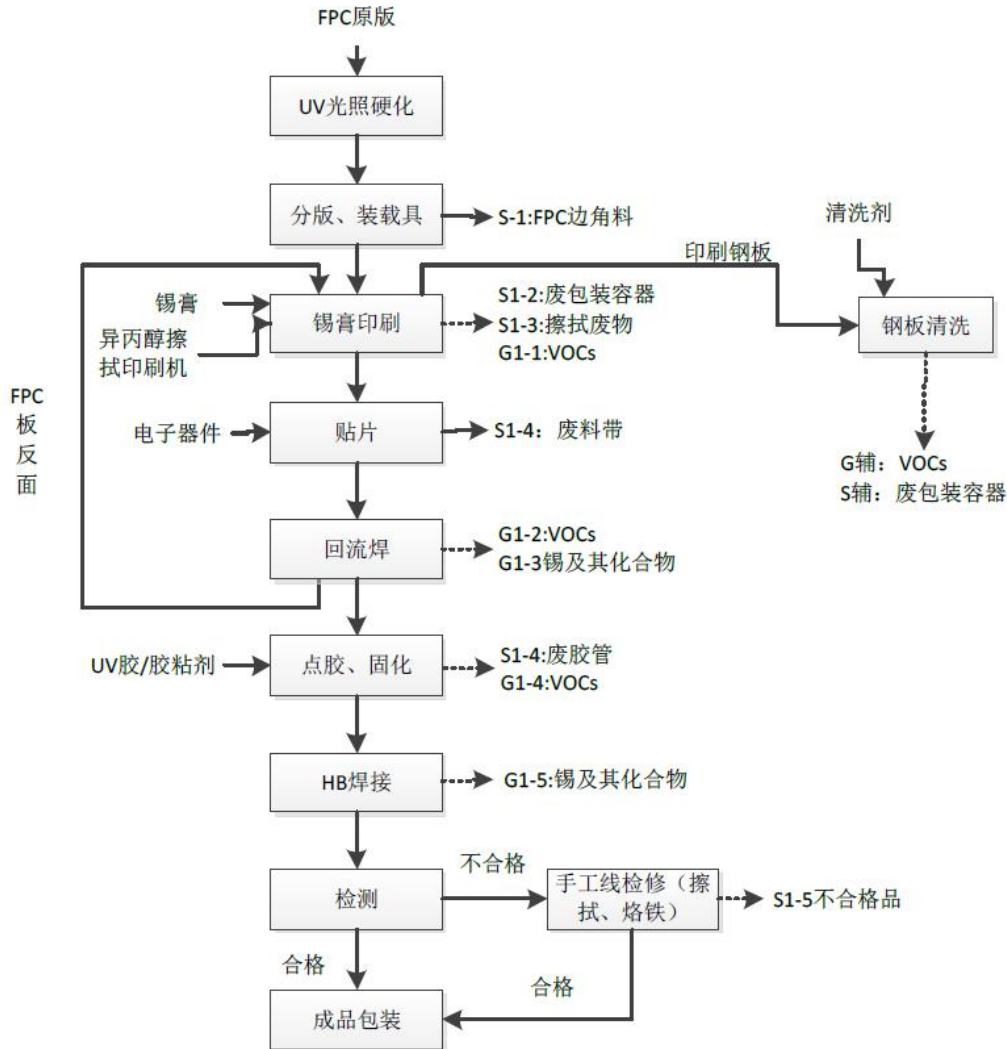 FPC原版
UV光照硬化
分版、装载具
S-1:FPC边角料
清洗剂
印刷钢板
锡膏
异丙醇擦
拭印刷机
锡膏印刷
S1-2:废包装容器
S1-3:擦拭废物
G1-1:VOCs
钢板清洗
FPC
板
反
面
电子器件
贴片
S1-4：废料带
G辅：VOCs
S辅：废包装容器
回流焊
G1-2:VOCs
G1-3锡及其化合物
UV胶/胶粘剂
点胶、固化
S1-4:废胶管
G1-4:VOCs
HB焊接
G1-5:锡及其化合物
检测
不合格
手工线检修（擦
拭、烙铁）
S1-5不合格品
合格
合格
成品包装